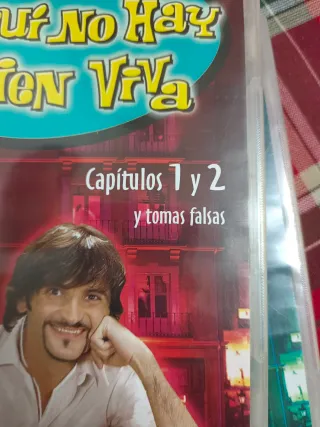 uí No Hay
ien Viva
Capítulos 1 y 2
y tomas falsas